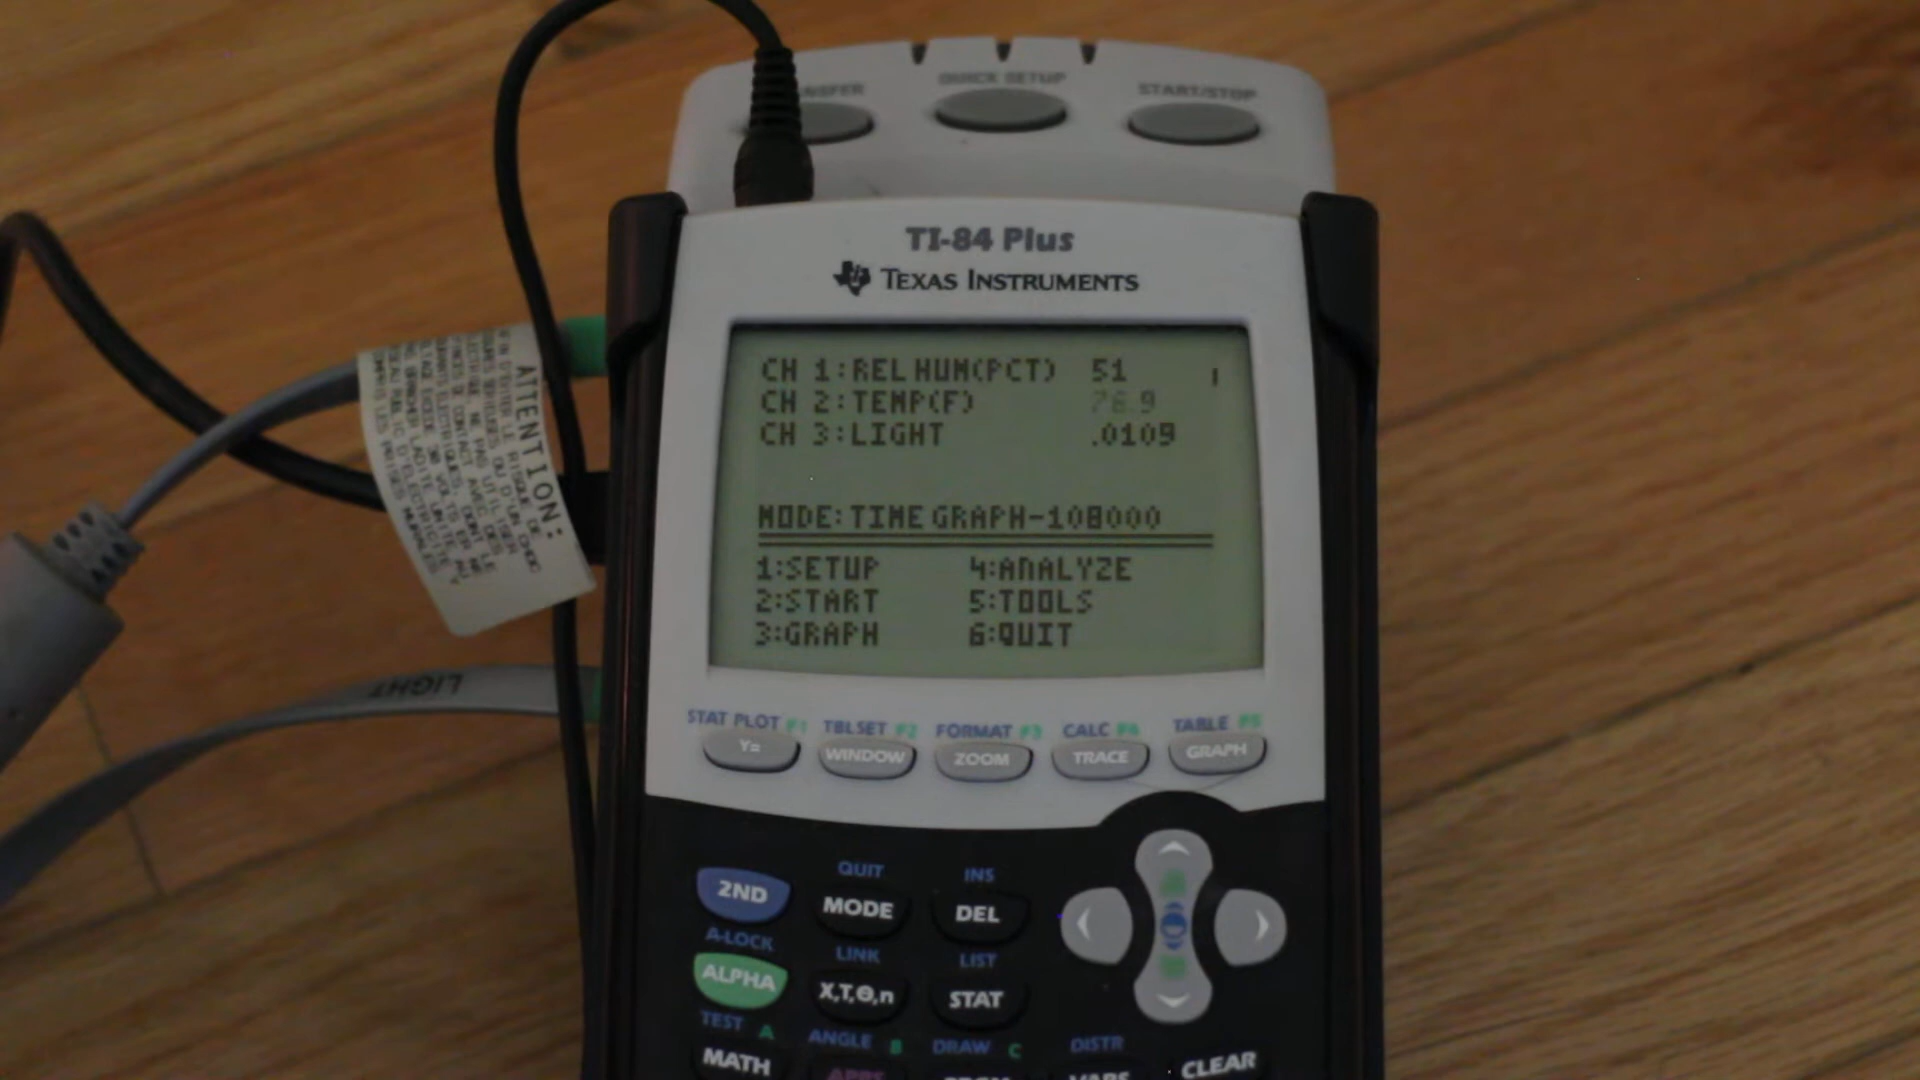 QUICK SETUP
START/STOP
TI-84 Plus
TEXAS INSTRUMENTS
CH 1:REL HUM(PCT) 51
CH 2:TEMP(F) 76.9
CH 3:LIGHT .0109
MODE:TIME GRAPH-108000
1:SETUP 4:ANALYZE
2:START 5:TOOLS
3:GRAPH 6:QUIT
ATTENTION:
LIGHT
STAT PLOT F1 TBLSET F2 FORMAT F3 CALC F4 TABLE F5
Y= WINDOW ZOOM TRACE GRAPH
QUIT INS
2ND MODE DEL
A-LOCK LINK LIST
ALPHA X,T,Θ,n STAT
TEST A ANGLE B DRAW C DISTR
MATH APPS PRGM VARS CLEAR